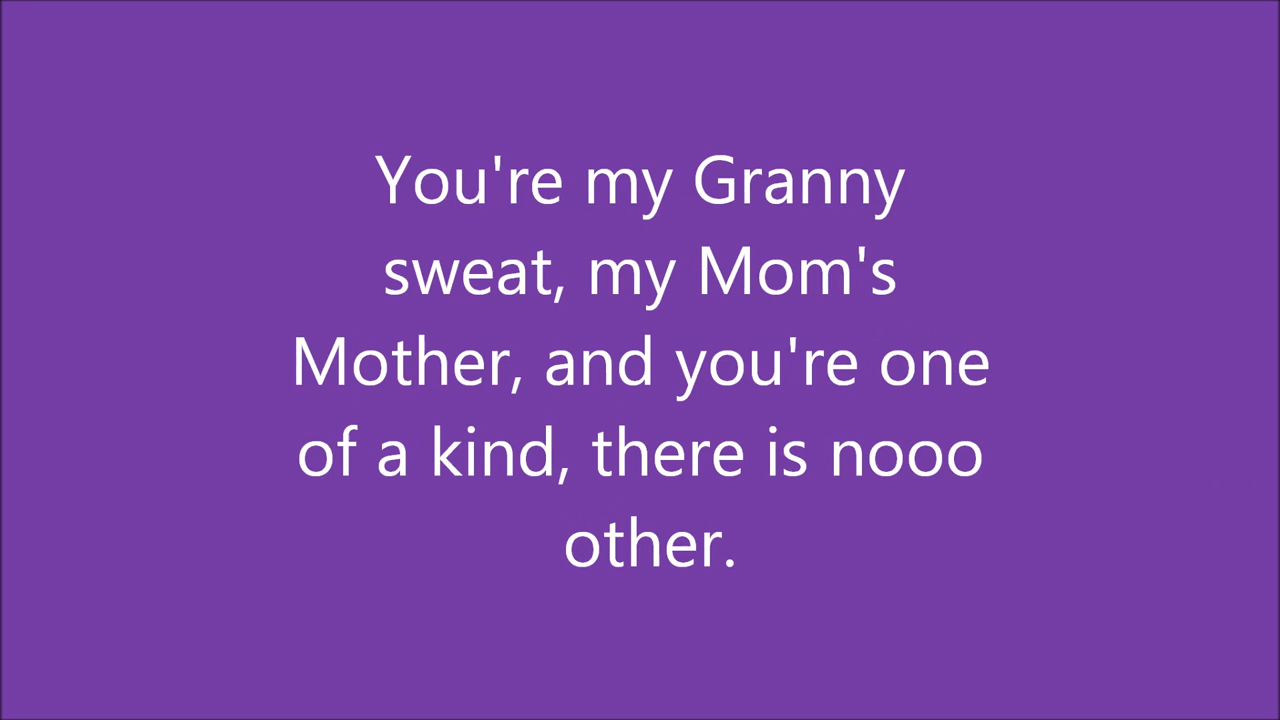 You're my Granny
sweat, my Mom's
Mother, and you're one
of a kind, there is nooo
other.